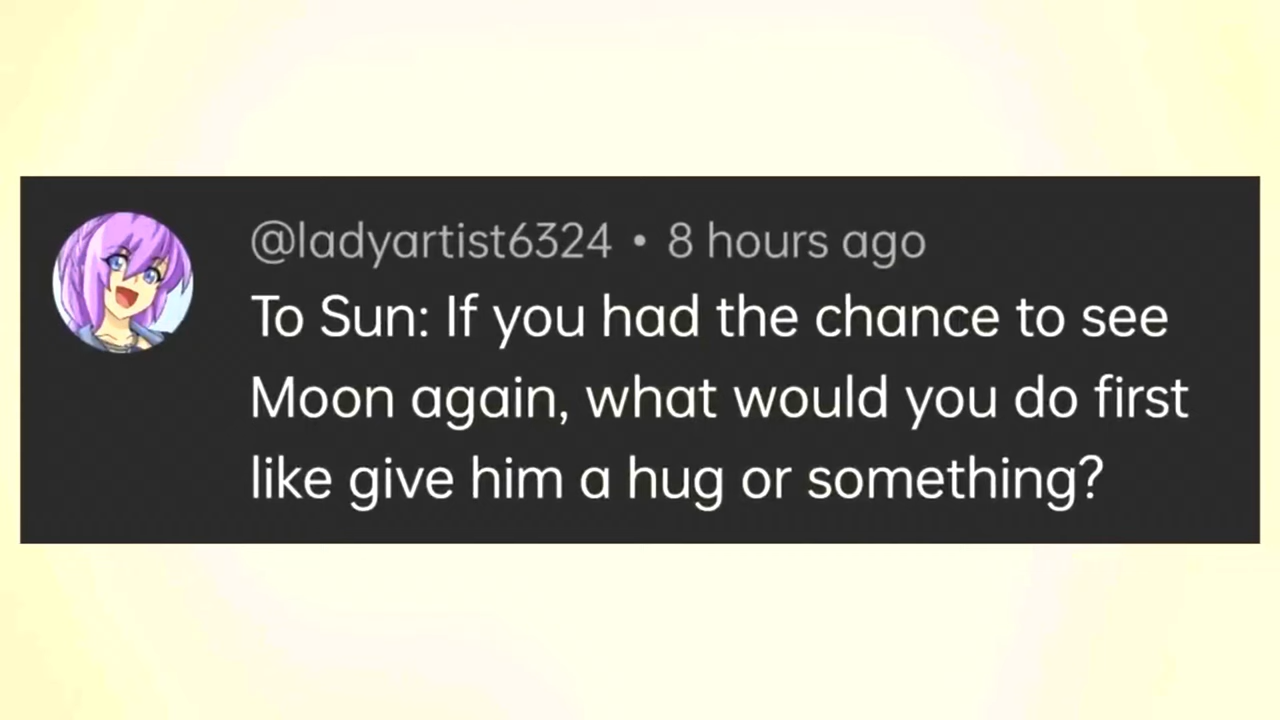 @ladyartist6324 • 8 hours ago
To Sun: If you had the chance to see
Moon again, what would you do first
like give him a hug or something?